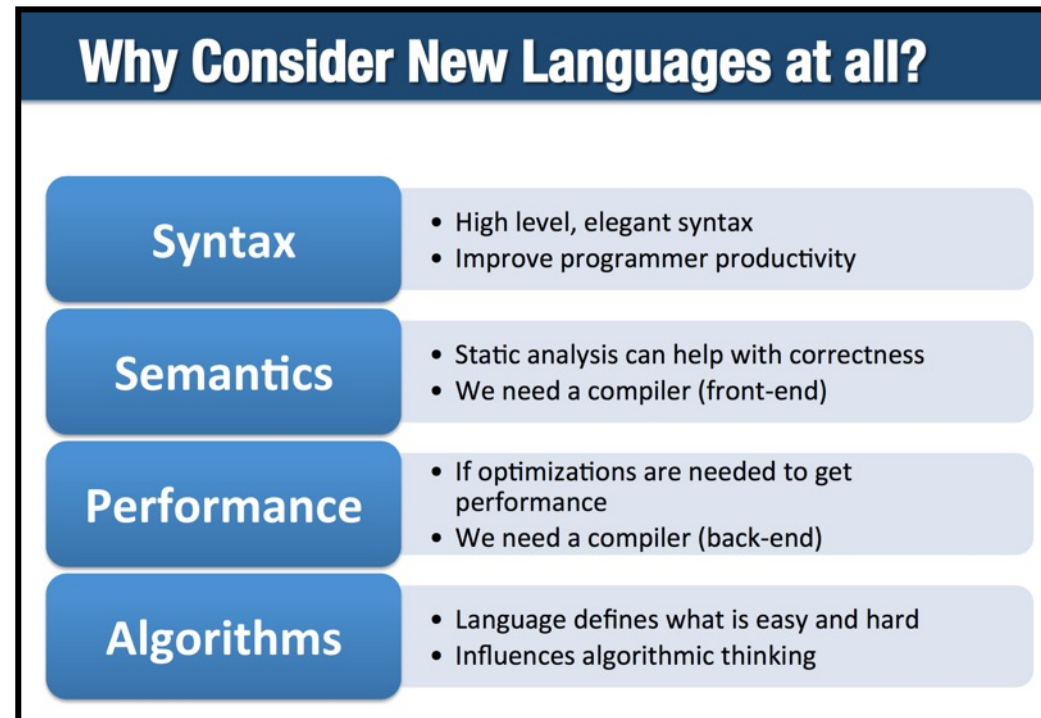 Why Consider New Languages at all?
Syntax
• High level, elegant syntax
• Improve programmer productivity
Semantics
• Static analysis can help with correctness
• We need a compiler (front-end)
Performance
• If optimizations are needed to get
performance
• We need a compiler (back-end)
Algorithms
• Language defines what is easy and hard
• Influences algorithmic thinking